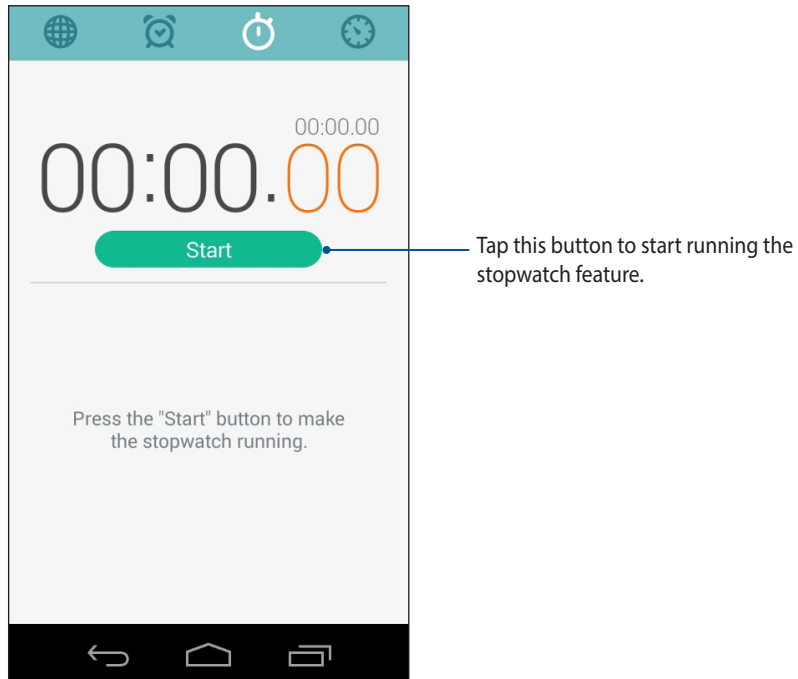 00:00.00
00:00.00
Start
Tap this button to start running the
stopwatch feature.
Press the "Start" button to make
the stopwatch running.